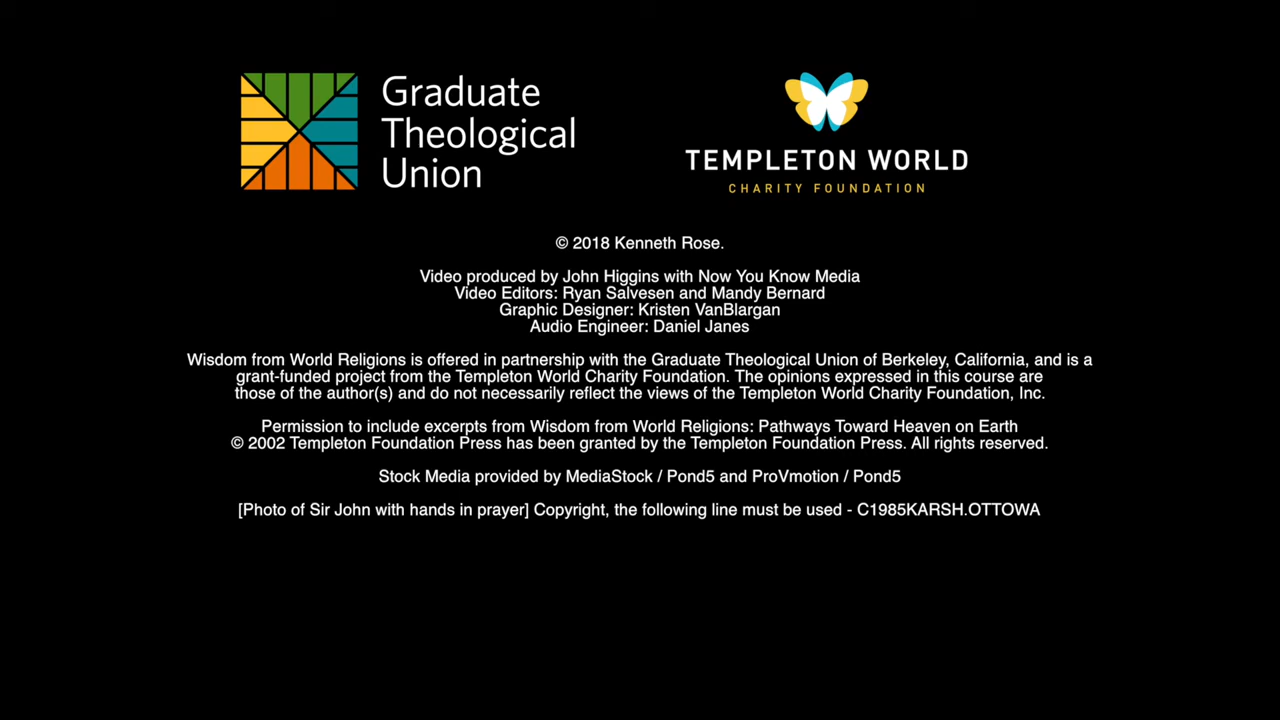 Graduate
Theological
Union
TEMPLETON WORLD
CHARITY FOUNDATION
© 2018 Kenneth Rose.
Video produced by John Higgins with Now You Know Media
Video Editors: Ryan Salvesen and Mandy Bernard
Graphic Designer: Kristen VanBlargan
Audio Engineer: Daniel Janes
Wisdom from World Religions is offered in partnership with the Graduate Theological Union of Berkeley, California, and is a
grant-funded project from the Templeton World Charity Foundation. The opinions expressed in this course are
those of the author(s) and do not necessarily reflect the views of the Templeton World Charity Foundation, Inc.
Permission to include excerpts from Wisdom from World Religions: Pathways Toward Heaven on Earth
© 2002 Templeton Foundation Press has been granted by the Templeton Foundation Press. All rights reserved.
Stock Media provided by MediaStock / Pond5 and ProVmotion / Pond5
[Photo of Sir John with hands in prayer] Copyright, the following line must be used - C1985KARSH.OTTOWA